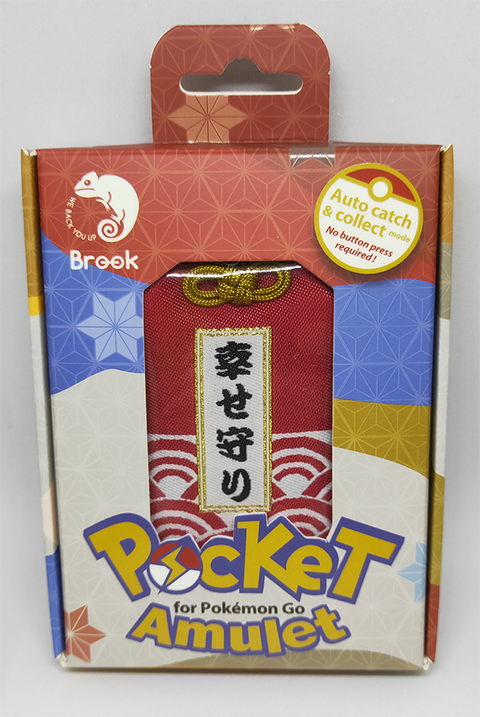 WE BACK YOU UP
Brook
Auto catch
& collect mode
No button press
required!
幸せ守り
POCKET
for Pokémon Go
Amulet